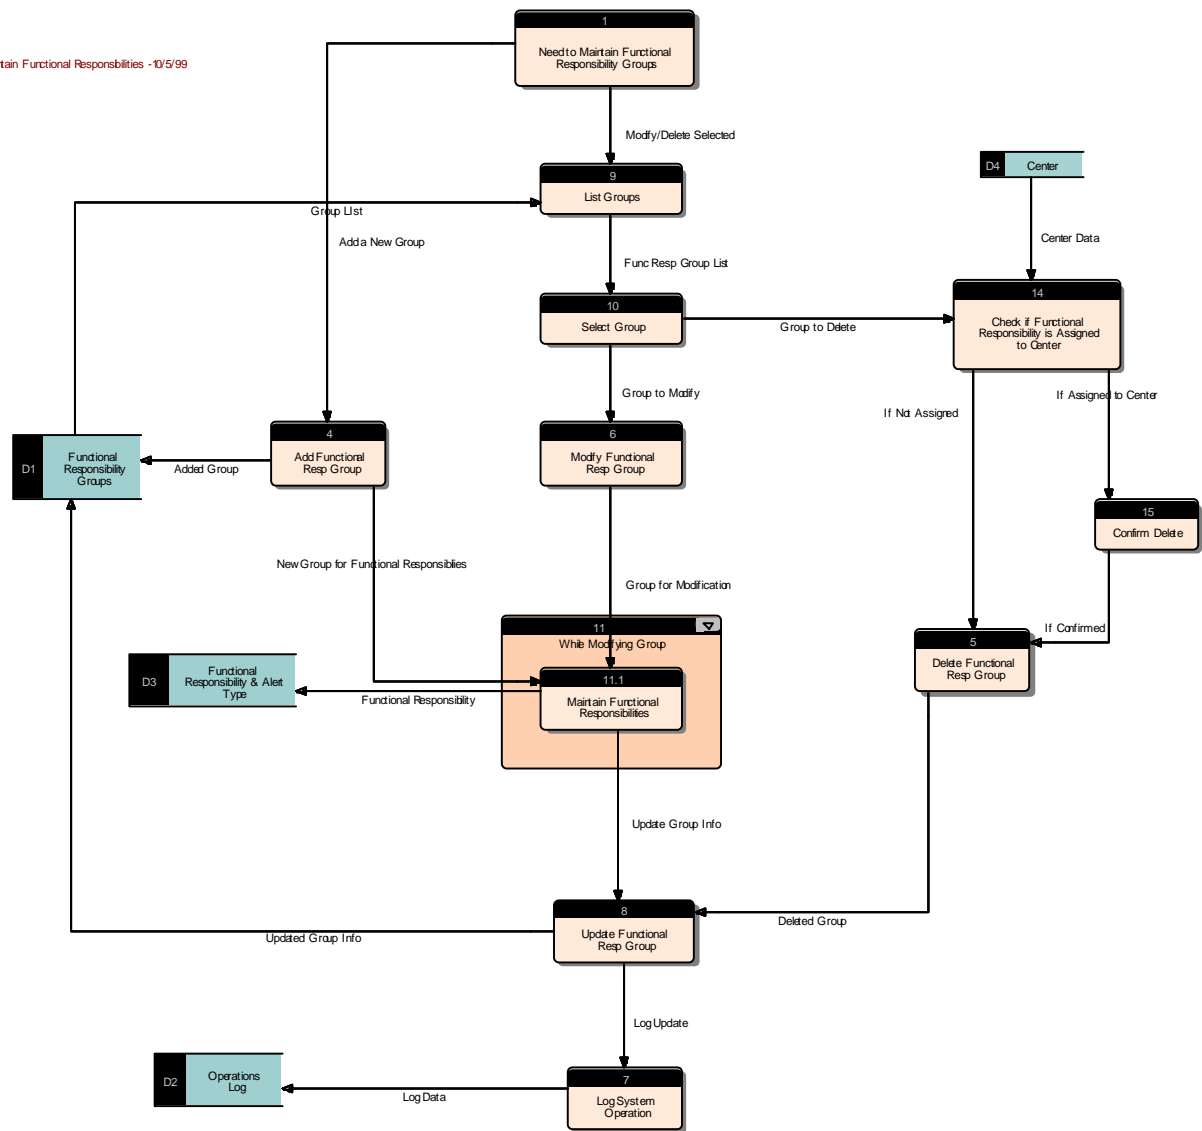 1
Need to Maintain Functional
Responsibility Groups
tain Functional Responsbilities - 10/5/99
Modfy/Delete Selected
D4
Center
9
List Groups
Group LIst
Add a New Group
Center Data
Func Resp Group List
10
Select Group
Group to Delete
14
Check if Functional
Responsibility is Assigned
to Center
Group to Modify
If Not Assigned
If Assigned to Center
D1
Functional
Responsibility
Groups
Added Group
4
Add Functional
Resp Group
6
Modfy Functional
Resp Group
15
Confirm Delete
New Group for Functional Responsiblies
Group for Modification
If Confirmed
11
While Modifying Group
5
Delete Functional
Resp Group
D3
Functional
Responsibility & Alert
Type
Functional Responsibility
11.1
Maintain Functional
Responsibilities
Update Group Info
8
Update Functional
Resp Group
Deleted Group
Updated Group Info
Log Update
D2
Operations
Log
Log Data
7
Log System
Operation